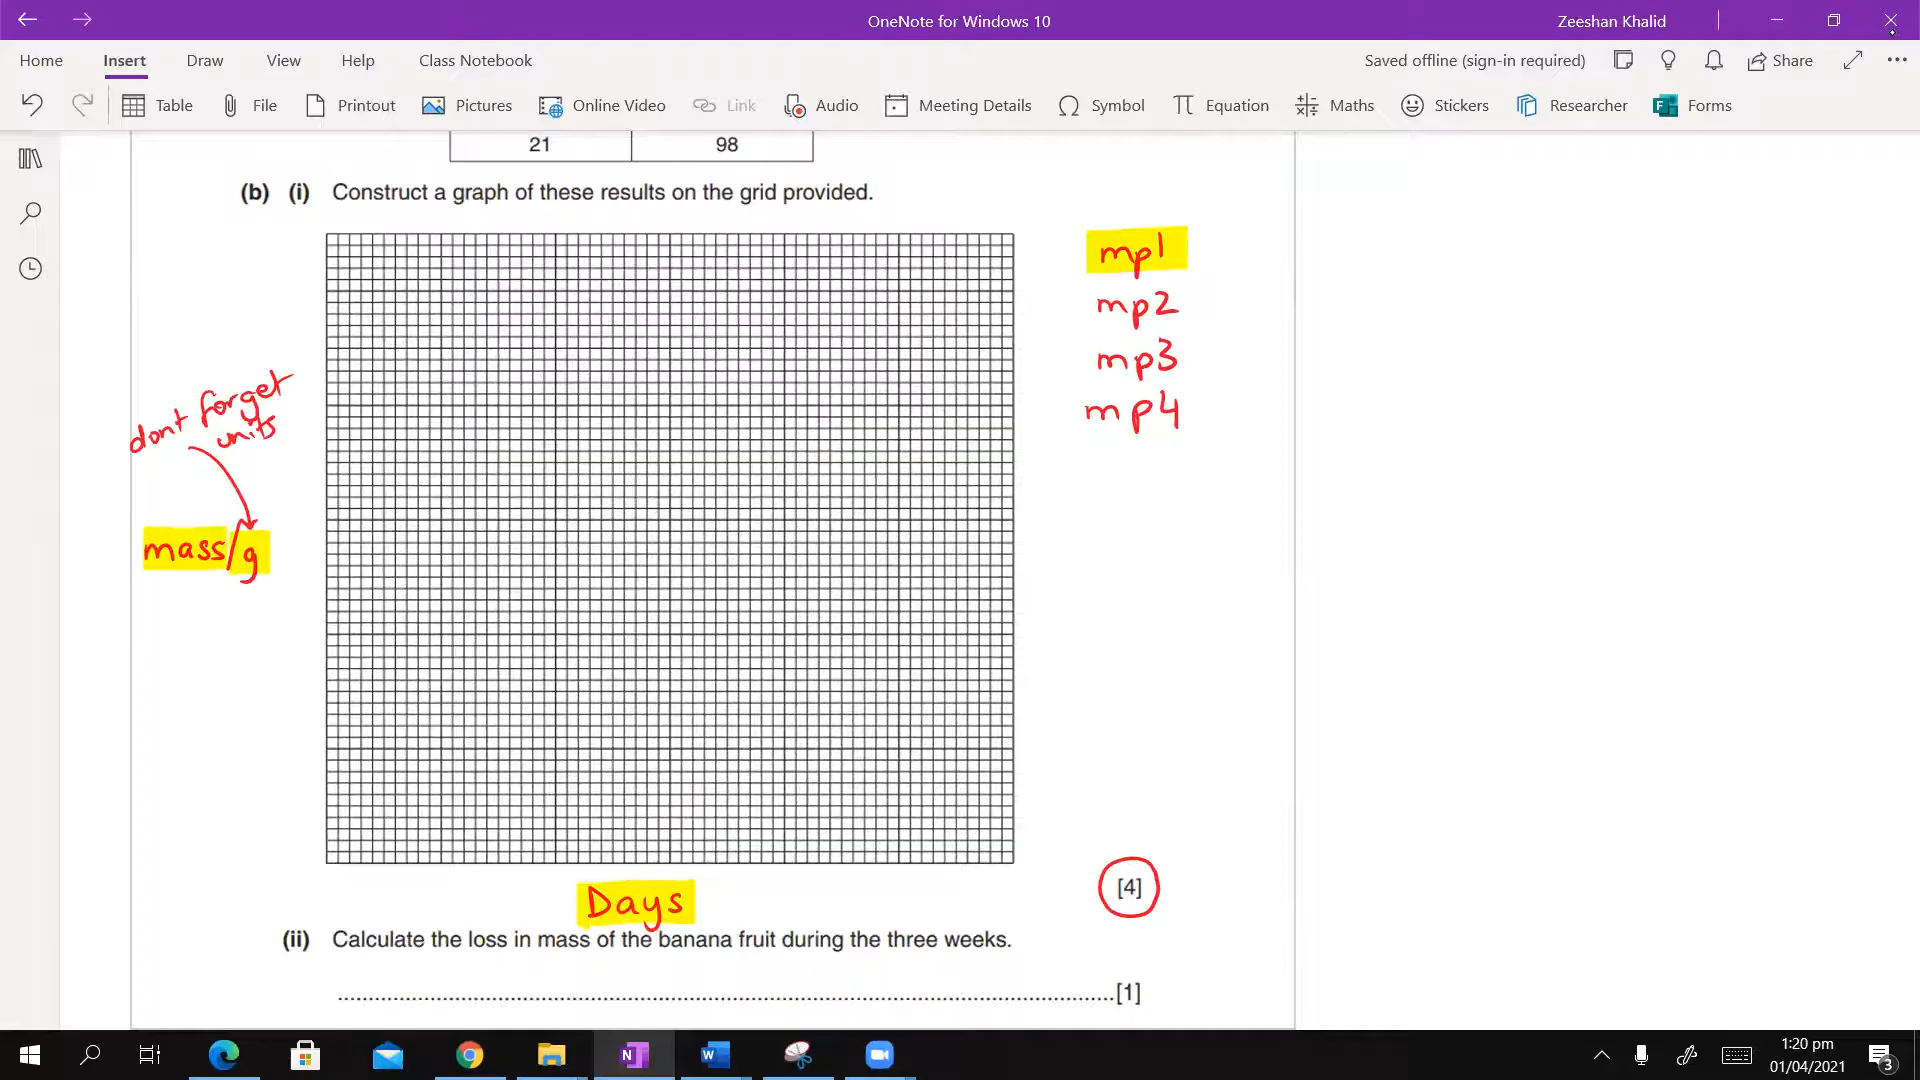 OneNote for Windows 10
Zeeshan Khalid
Home Insert Draw View Help Class Notebook
Saved offline (sign-in required) Share
Table File Printout Pictures Online Video Link Audio Meeting Details Symbol Equation Maths Stickers Researcher Forms
21 98
(b) (i) Construct a graph of these results on the grid provided.
mp1
mp2
mp3
mp4
dont forget
units
mass/g
[4]
Days
(ii) Calculate the loss in mass of the banana fruit during the three weeks.
[1]
1:20 pm
01/04/2021
3